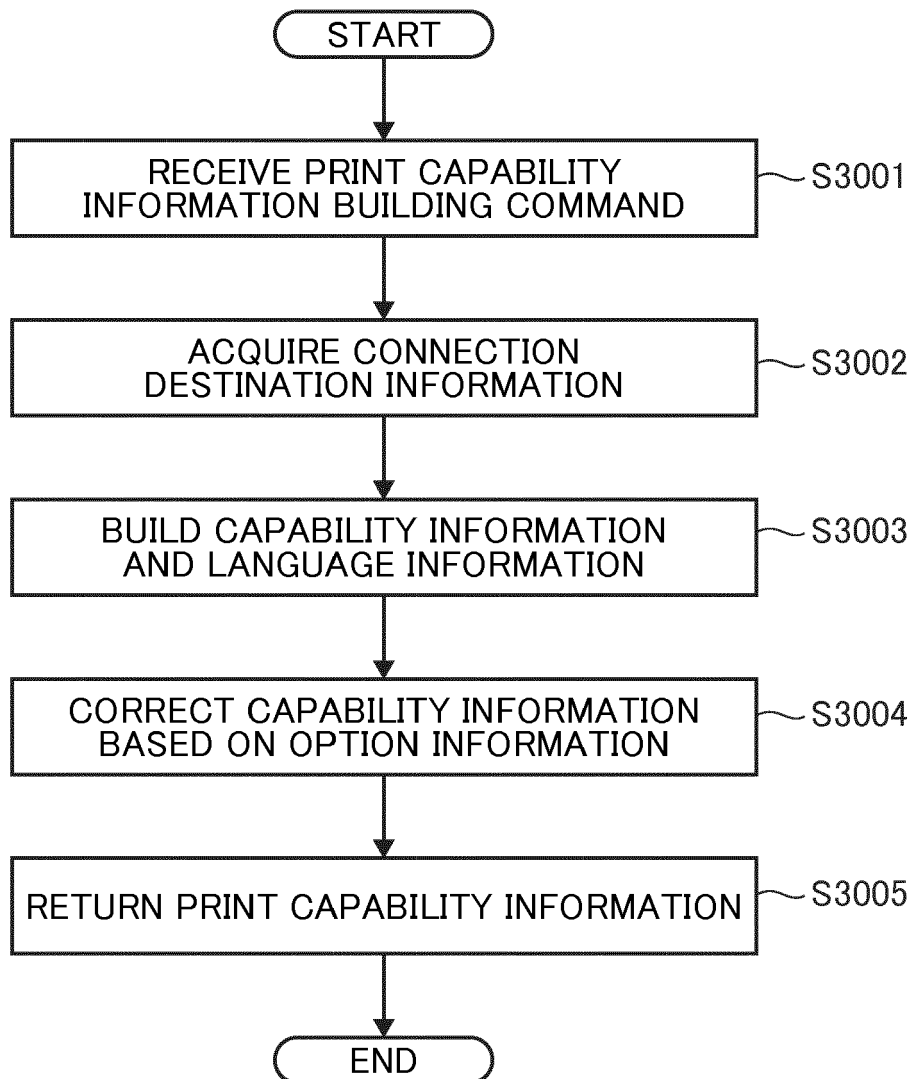 START
RECEIVE PRINT CAPABILITY
INFORMATION BUILDING COMMAND
S3001
ACQUIRE CONNECTION
DESTINATION INFORMATION
S3002
BUILD CAPABILITY INFORMATION
AND LANGUAGE INFORMATION
S3003
CORRECT CAPABILITY INFORMATION
BASED ON OPTION INFORMATION
S3004
RETURN PRINT CAPABILITY INFORMATION
S3005
END